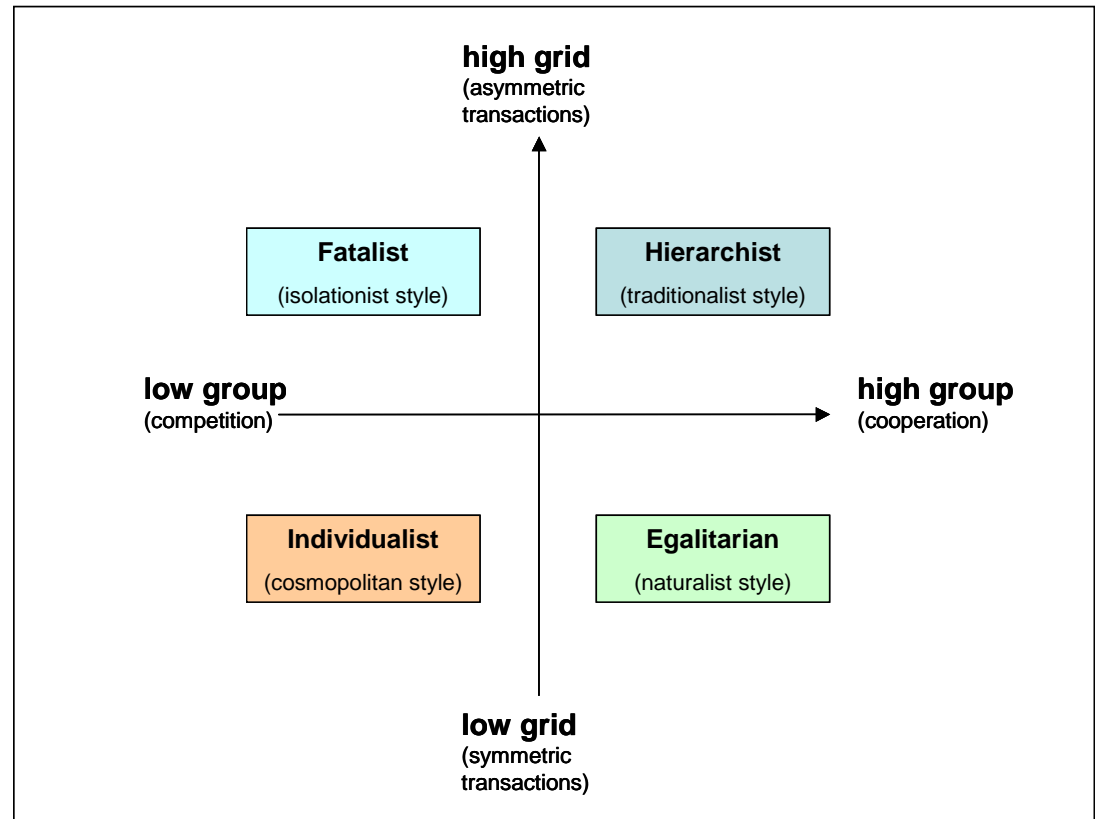 high grid
(asymmetric
transactions)
Fatalist
(isolationist style)
Hierarchist
(traditionalist style)
low group
(competition)
high group
(cooperation)
Individualist
(cosmopolitan style)
Egalitarian
(naturalist style)
low grid
(symmetric
transactions)